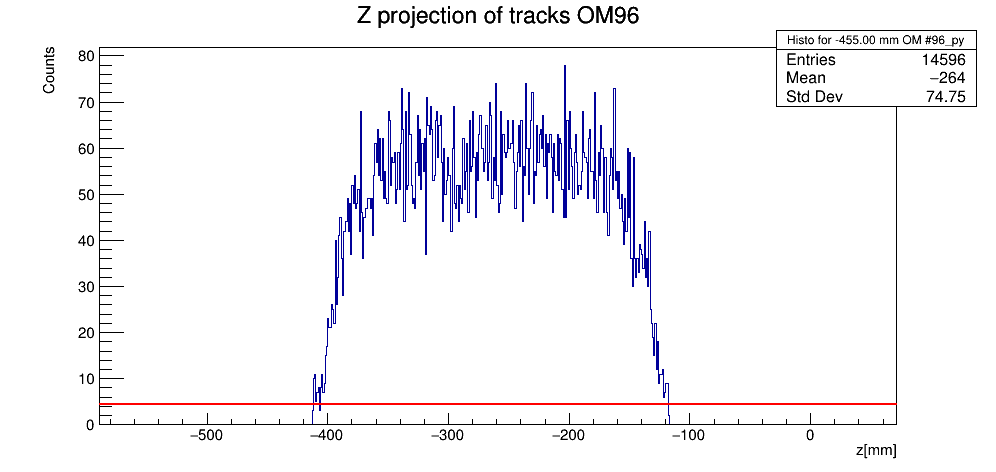 Z projection of tracks OM96
Histo for -455.00 mm OM #96_py
Entries 14596
Mean −264
Std Dev 74.75
Counts
80
70
60
50
40
30
20
10
0
−500 −400 −300 −200 −100 0
z[mm]